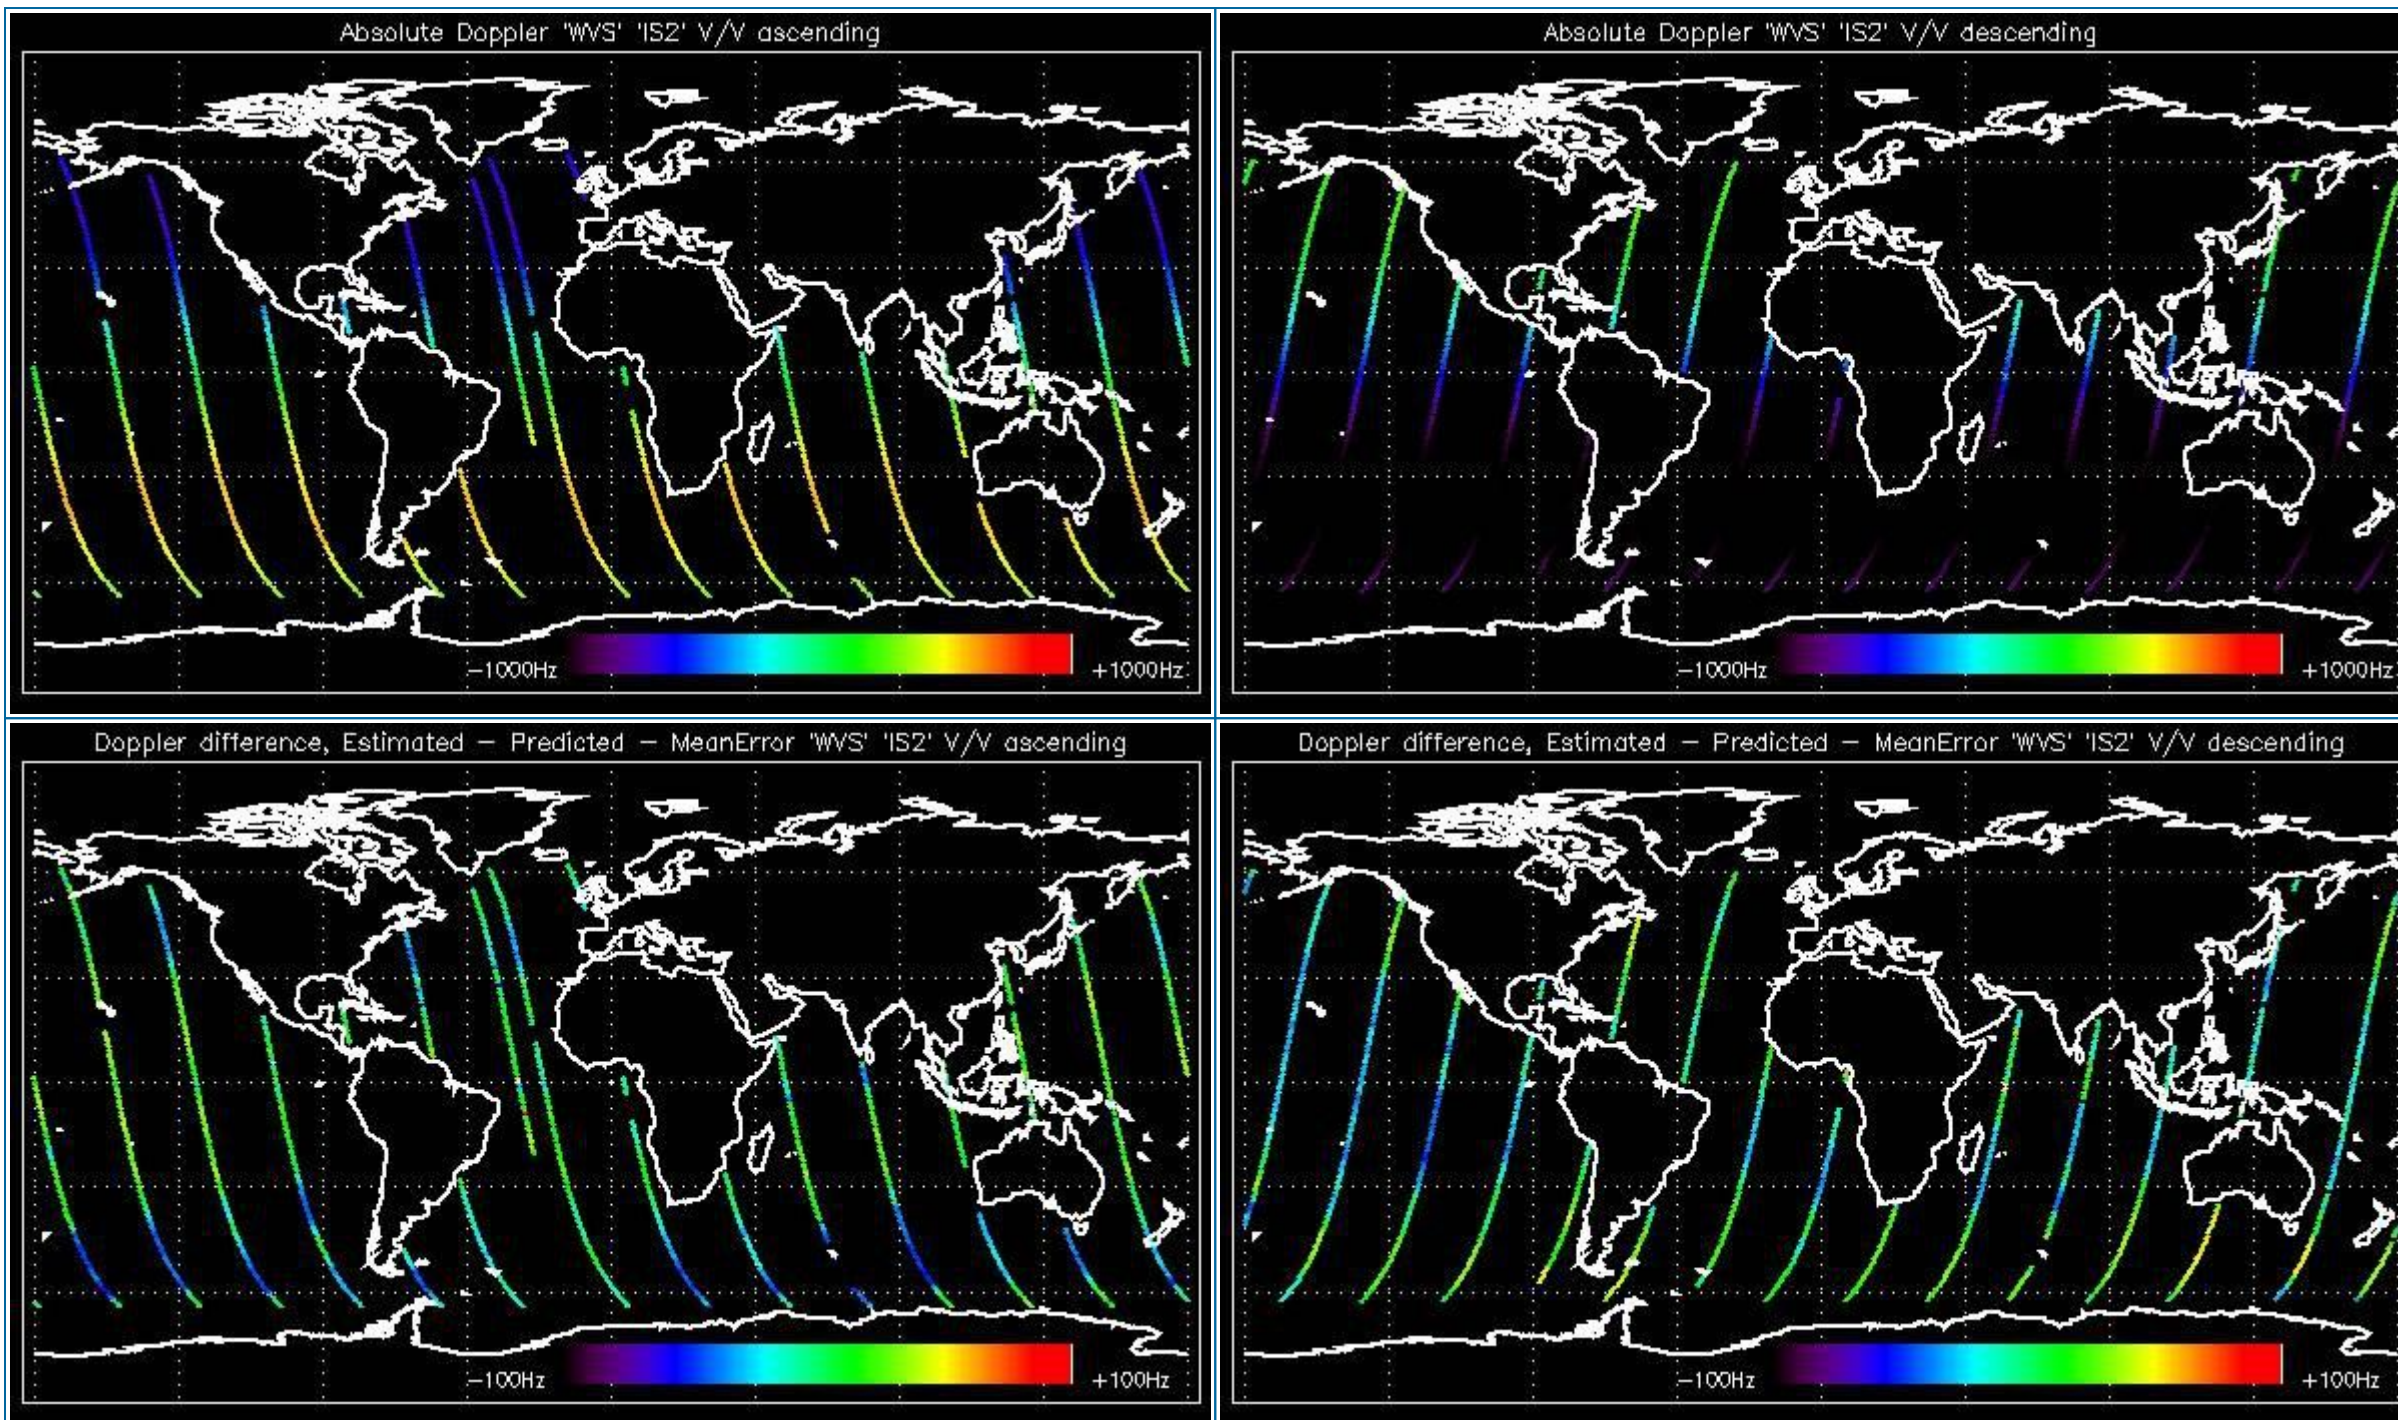 Absolute Doppler 'WVS' 'IS2' V/V ascending
-1000Hz
+1000Hz
Absolute Doppler 'WVS' 'IS2' V/V descending
-1000Hz
+1000Hz
Doppler difference, Estimated - Predicted - MeanError 'WVS' 'IS2' V/V ascending
-100Hz
+100Hz
Doppler difference, Estimated - Predicted - MeanError 'WVS' 'IS2' V/V descending
-100Hz
+100Hz